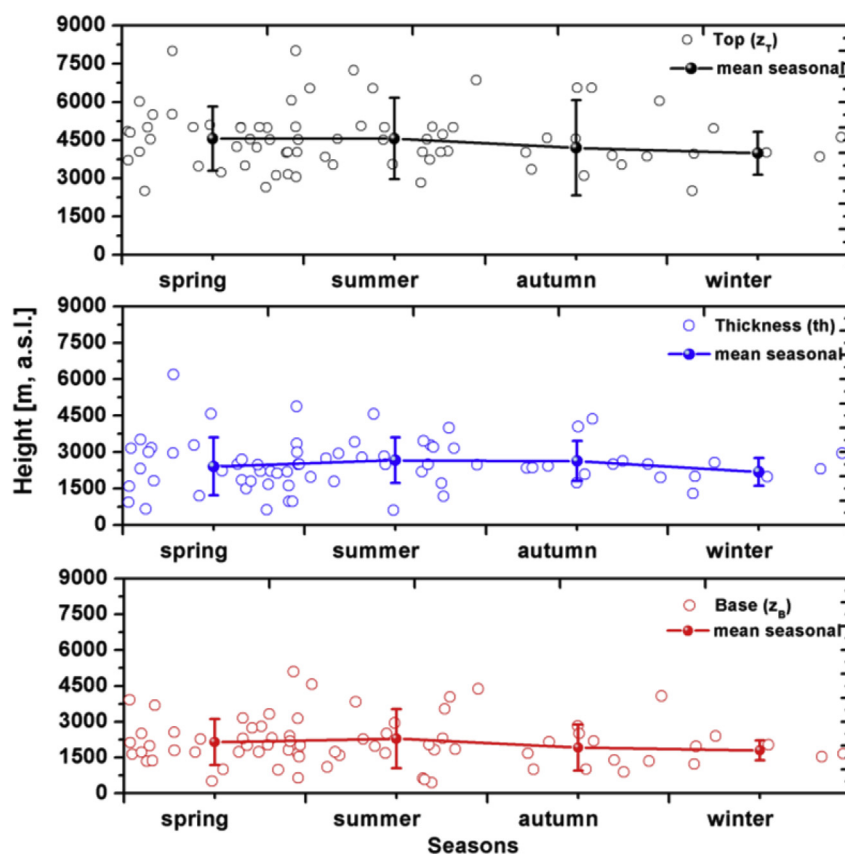 9000
7500
6000
4500
3000
1500
0
Top (zT)
mean seasonal
spring summer autumn winter
Height [m, a.s.l.]
9000
7500
6000
4500
3000
1500
0
Thickness (th)
mean seasonal
spring summer autumn winter
9000
7500
6000
4500
3000
1500
0
Base (zB)
mean seasonal
spring summer autumn winter
Seasons